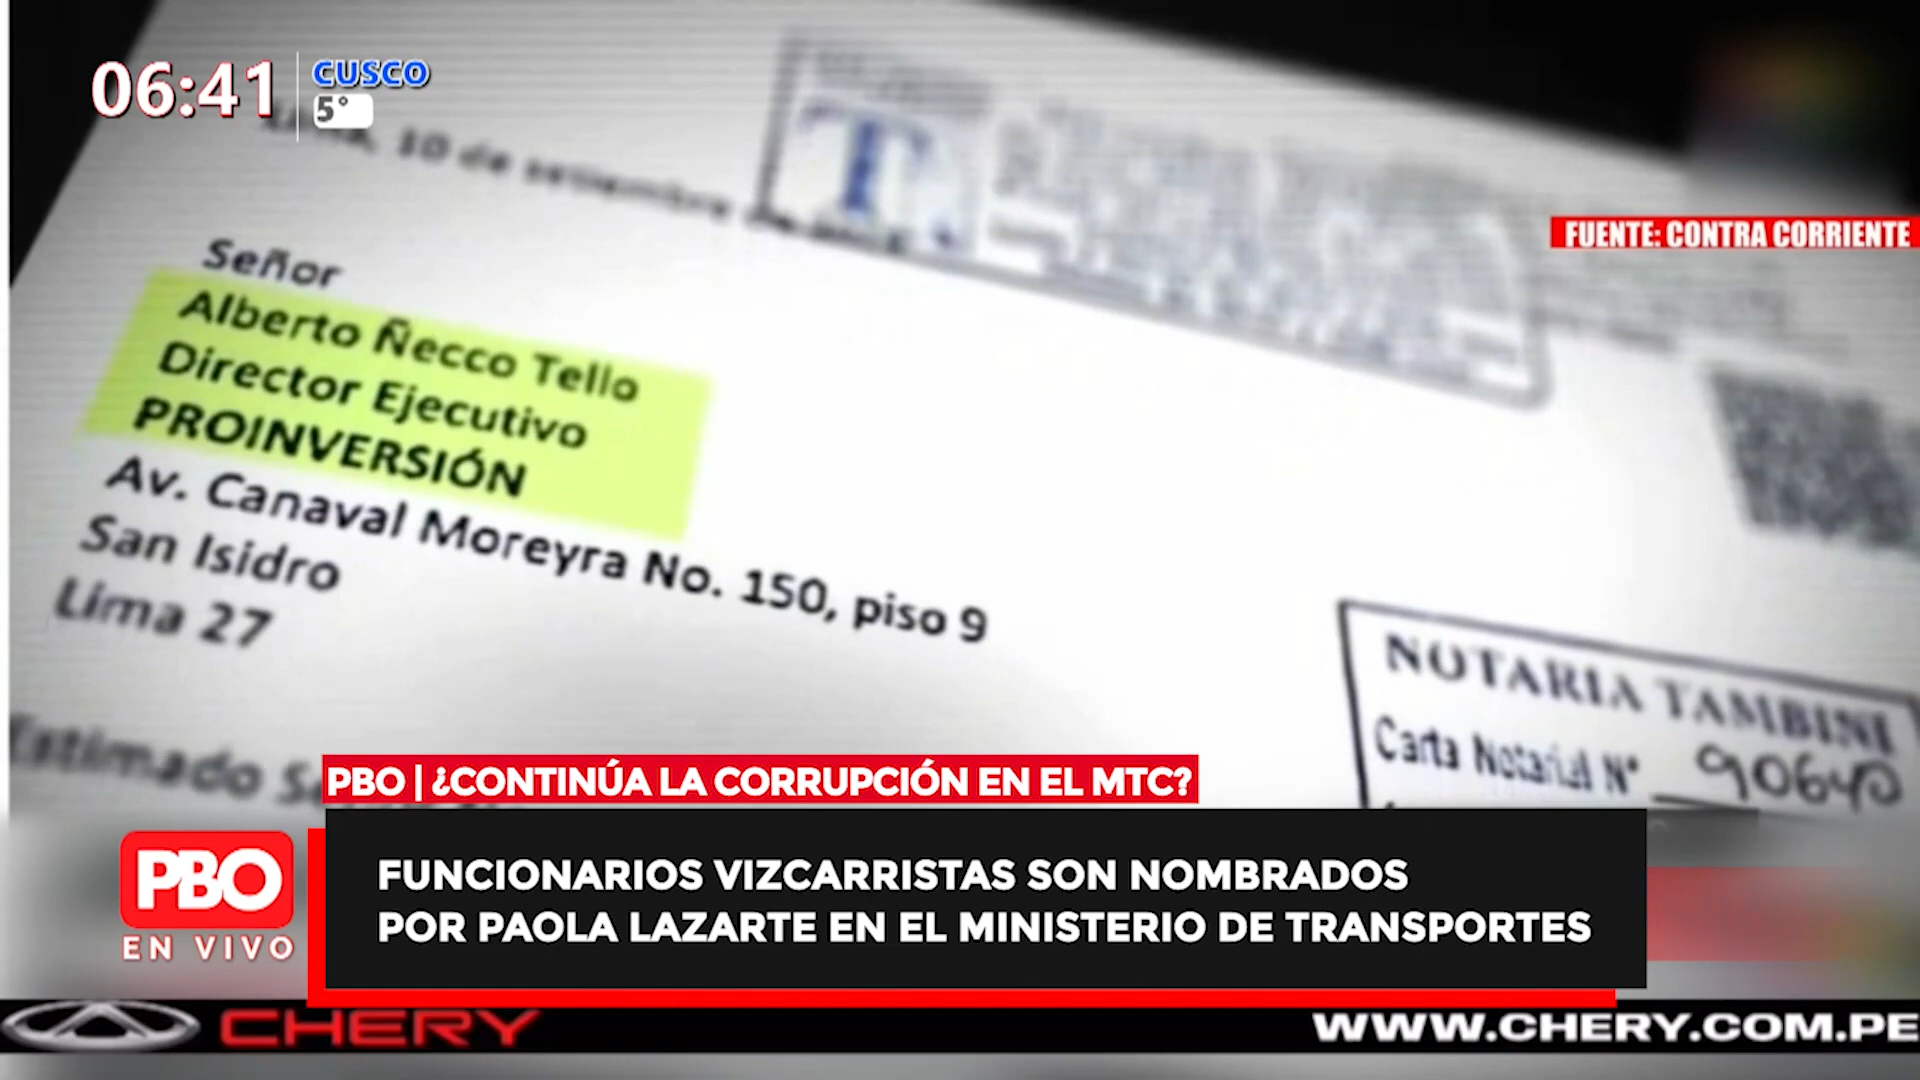 06:41
CUSCO
5°
10 de setiembre
FUENTE: CONTRA CORRIENTE
Señor
Alberto Ñecco Tello
Director Ejecutivo
PROINVERSIÓN
Av. Canaval Moreyra No. 150, piso 9
San Isidro
Lima 27
Estimado
NOTARIA TAMBINI
Carta Notarial N° 90640
PBO | ¿CONTINÚA LA CORRUPCIÓN EN EL MTC?
FUNCIONARIOS VIZCARRISTAS SON NOMBRADOS
POR PAOLA LAZARTE EN EL MINISTERIO DE TRANSPORTES
PBO
EN VIVO
CHERY
WWW.CHERY.COM.PE